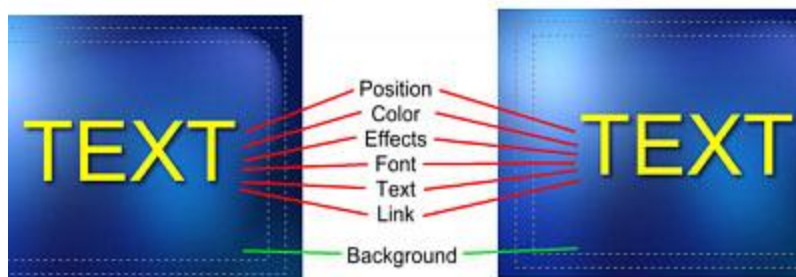 Position
Color
Effects
TEXT
TEXT
Font
Text
Link
Background